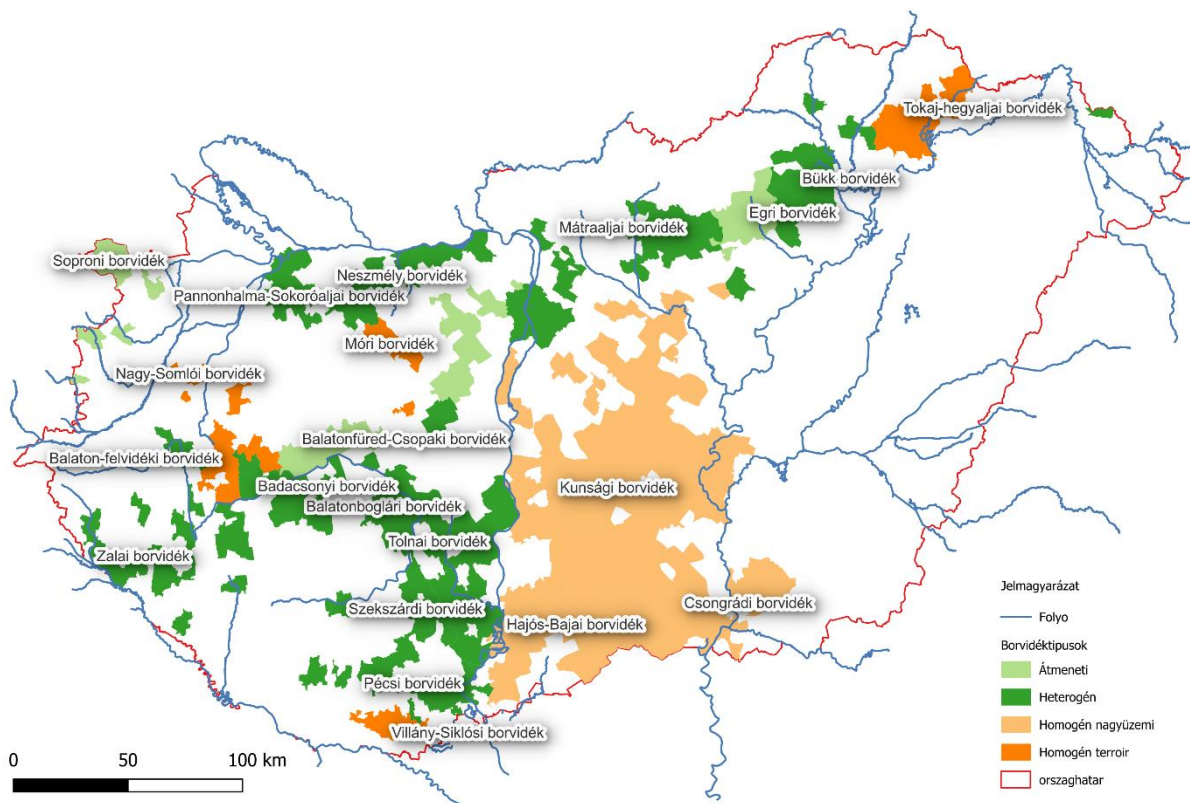 Tokaj-hegyaljai borvidék
Bükk borvidék
Egri borvidék
Mátraaljai borvidék
Soproni borvidék
Neszmély borvidék
Pannonhalma-Sokoróaljai borvidék
Móri borvidék
Nagy-Somlói borvidék
Balatonfüred-Csopaki borvidék
Balaton-felvidéki borvidék
Badacsonyi borvidék
Kunsági borvidék
Balatonboglári borvidék
Tolnai borvidék
Zalai borvidék
Szekszárdi borvidék
Hajós-Bajai borvidék
Csongrádi borvidék
Pécsi borvidék
Villány-Siklósi borvidék
Jelmagyarázat
Folyo
Borvidéktipusok
Átmeneti
Heterogén
Homogén nagyüzemi
Homogén terroir
orszaghatar
0 50 100 km